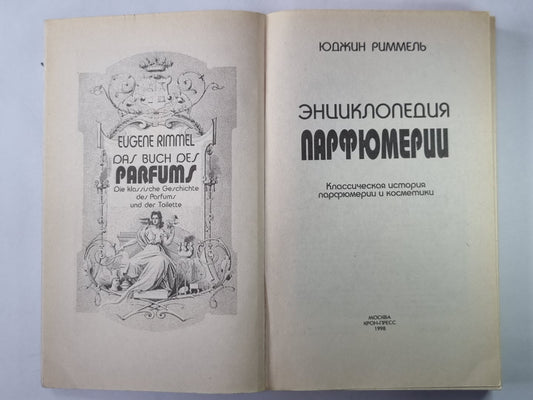 EUGENE RIMMEL
DAS BUCH DES
PARFUMS
Die klassische Geschichte
des Parfums
und der Toilette
ЮДЖИН РИММЕЛЬ
ЭНЦИКЛОПЕДИЯ
ПАРФЮМЕРИИ
Классическая история
парфюмерии и косметики
МОСКВА
КРОН-ПРЕСС
1998